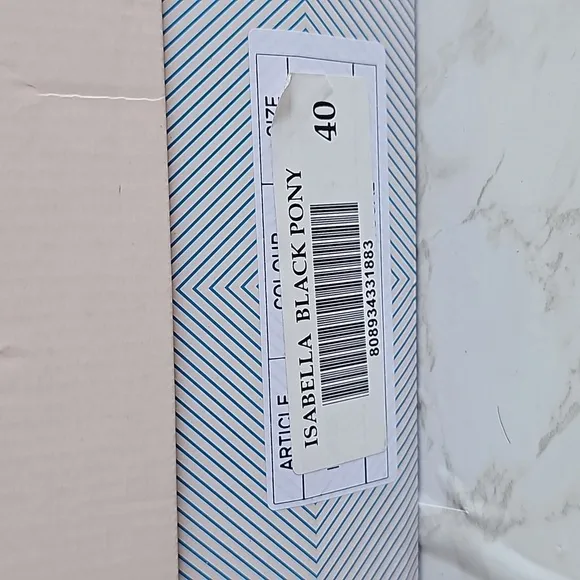 ARTICLE COLOUR SIZE
ISABELLA BLACK PONY 40
808934331883